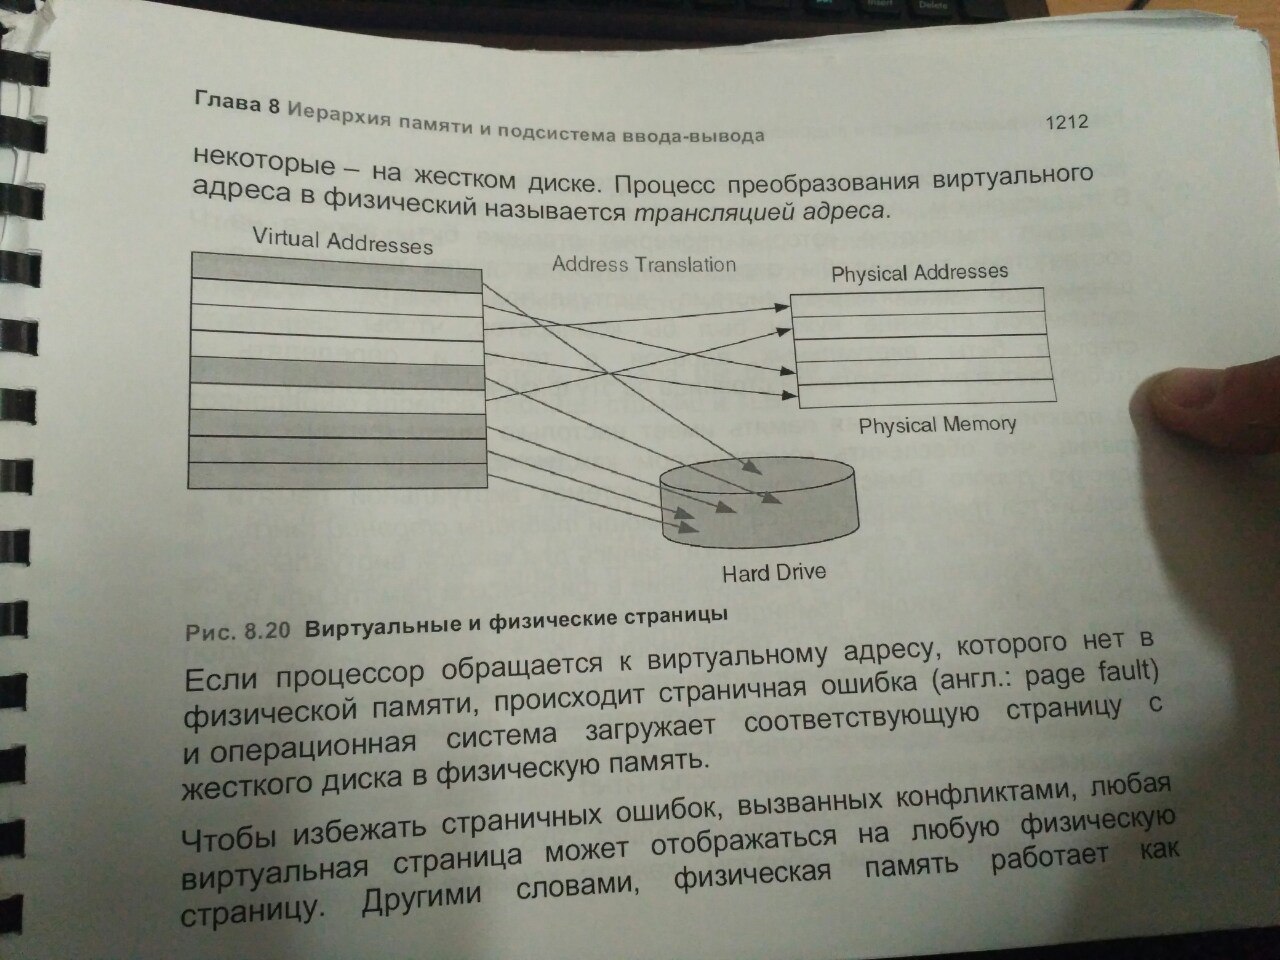 Insert
Delete
Глава 8 Иерархия памяти и подсистема ввода-вывода
1212
некоторые – на жестком диске. Процесс преобразования виртуального
адреса в физический называется трансляцией адреса.
Virtual Addresses
Address Translation
Physical Addresses
Physical Memory
Hard Drive
Рис. 8.20 Виртуальные и физические страницы
Если процессор обращается к виртуальному адресу, которого нет в
физической памяти, происходит страничная ошибка (англ.: page fault)
и операционная система загружает соответствующую страницу с
жесткого диска в физическую память.
Чтобы избежать страничных ошибок, вызванных конфликтами, любая
виртуальная страница может отображаться на любую физическую
страницу. Другими словами, физическая память работает как